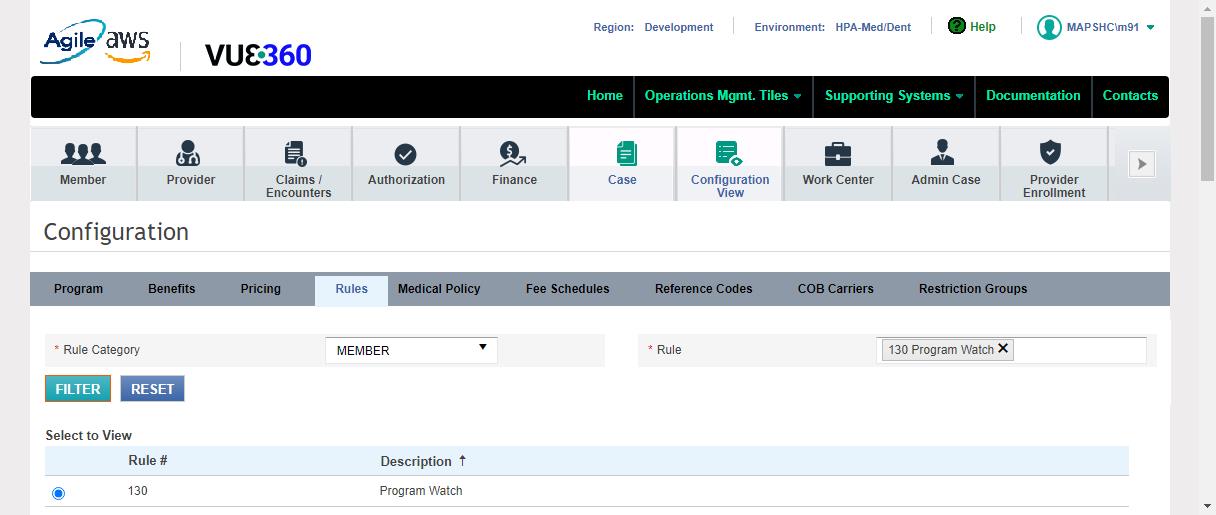 Agile aws
VUE360
Region: Development
Environment: HPA-Med/Dent
? Help
MAPSHC\m91
Home
Operations Mgmt. Tiles
Supporting Systems
Documentation
Contacts
Member
Provider
Claims /
Encounters
Authorization
Finance
Case
Configuration
View
Work Center
Admin Case
Provider
Enrollment
Configuration
Program
Benefits
Pricing
Rules
Medical Policy
Fee Schedules
Reference Codes
COB Carriers
Restriction Groups
* Rule Category
MEMBER
* Rule
130 Program Watch
FILTER
RESET
Select to View
Rule #
Description
130
Program Watch